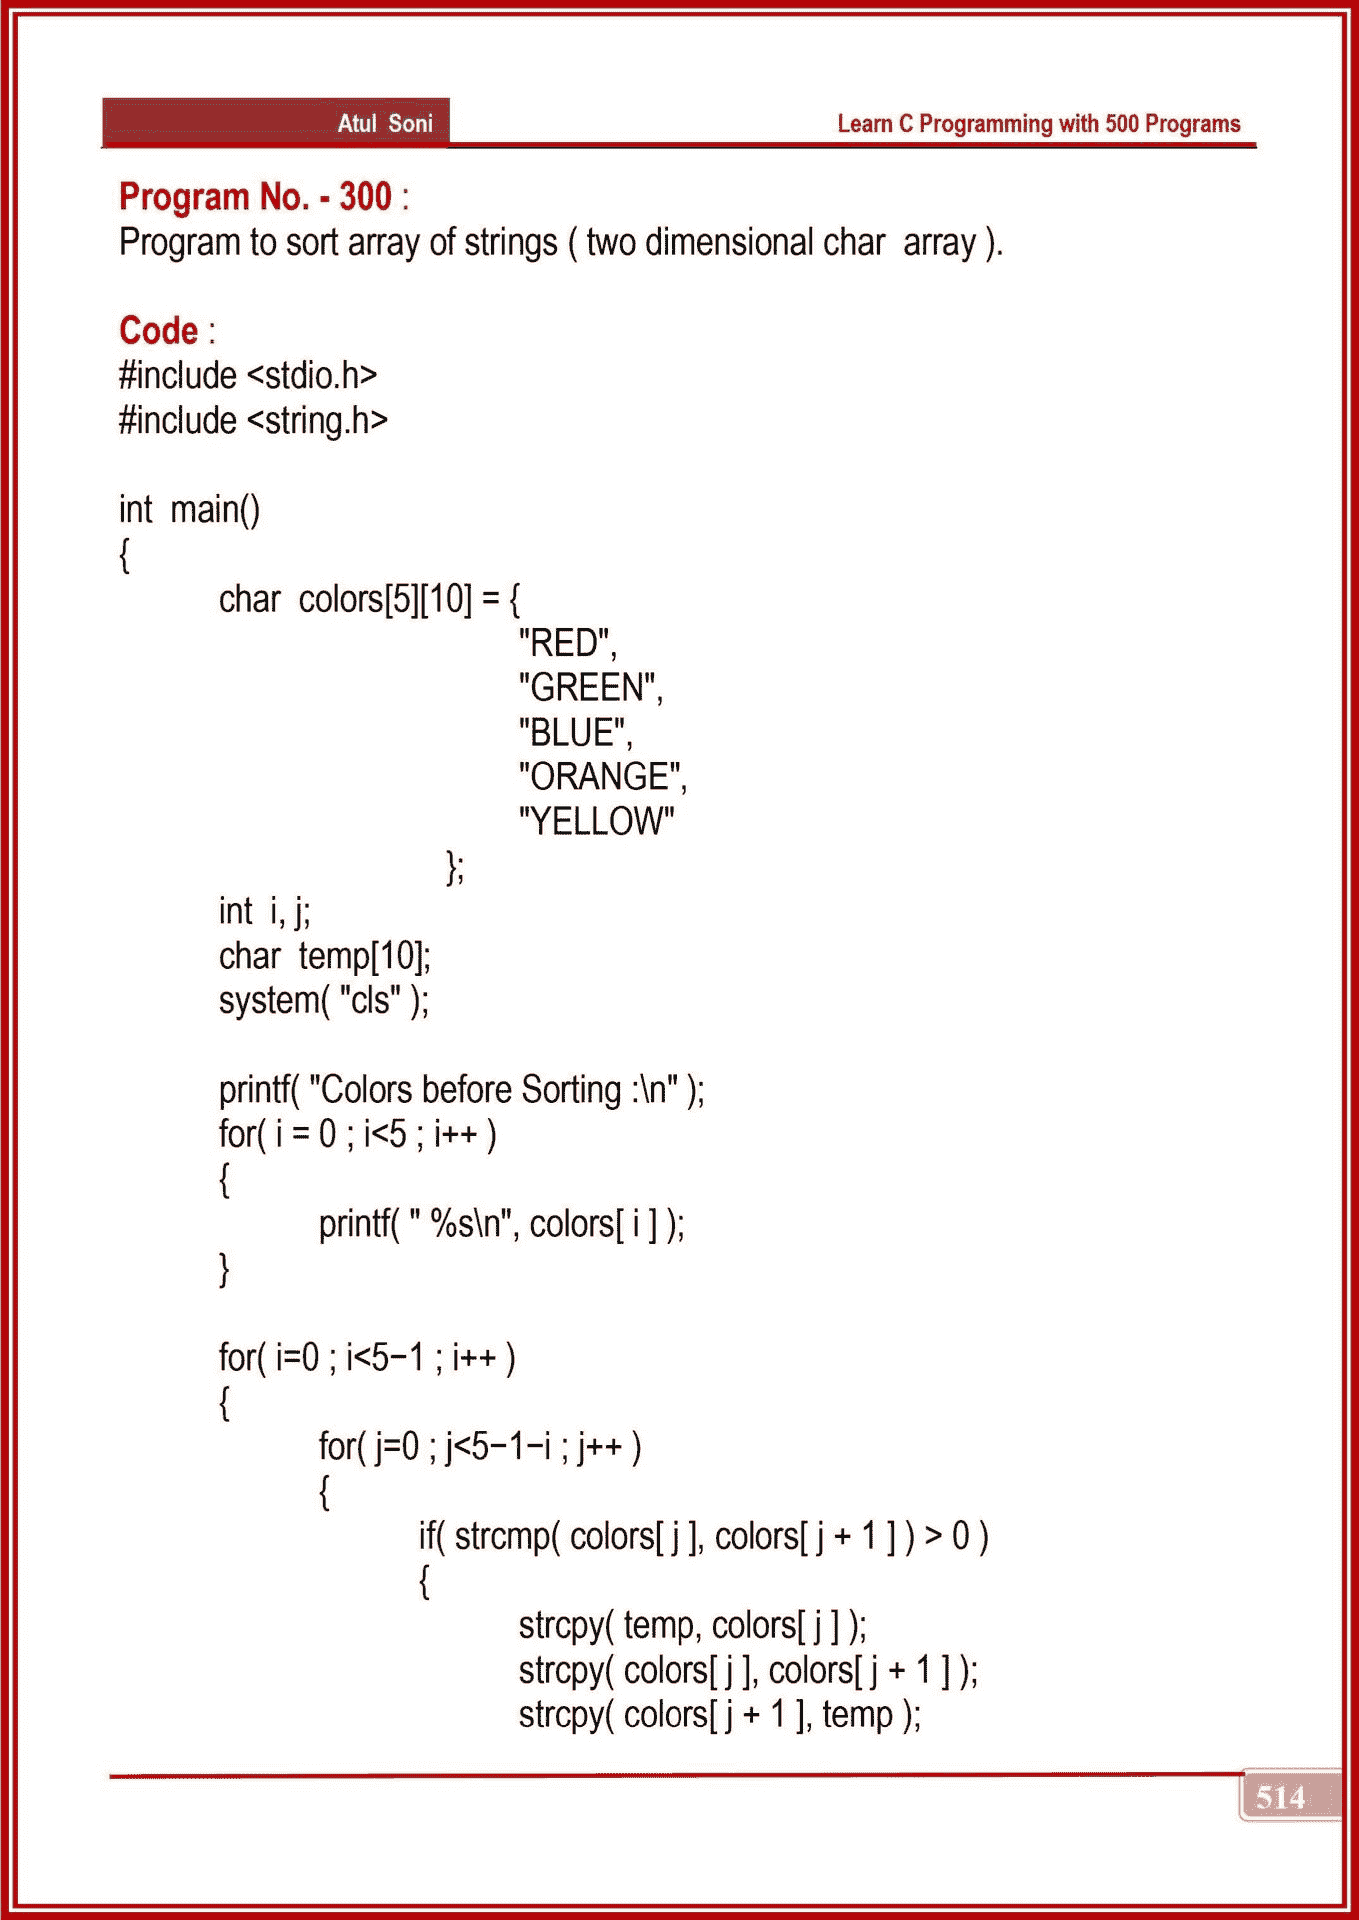 Atul Soni
Learn C Programming with 500 Programs
Program No. - 300 :
Program to sort array of strings ( two dimensional char array ).
Code :
#include <stdio.h>
#include <string.h>
int main()
{
char colors[5][10] = {
"RED",
"GREEN",
"BLUE",
"ORANGE",
"YELLOW"
};
int i, j;
char temp[10];
system( "cls" );
printf( "Colors before Sorting :\n" );
for( i = 0 ; i<5 ; i++ )
{
printf( " %s\n", colors[ i ] );
}
for( i=0 ; i<5−1 ; i++ )
{
for( j=0 ; j<5−1−i ; j++ )
{
if( strcmp( colors[ j ], colors[ j + 1 ] ) > 0 )
{
strcpy( temp, colors[ j ] );
strcpy( colors[ j ], colors[ j + 1 ] );
strcpy( colors[ j + 1 ], temp );
514